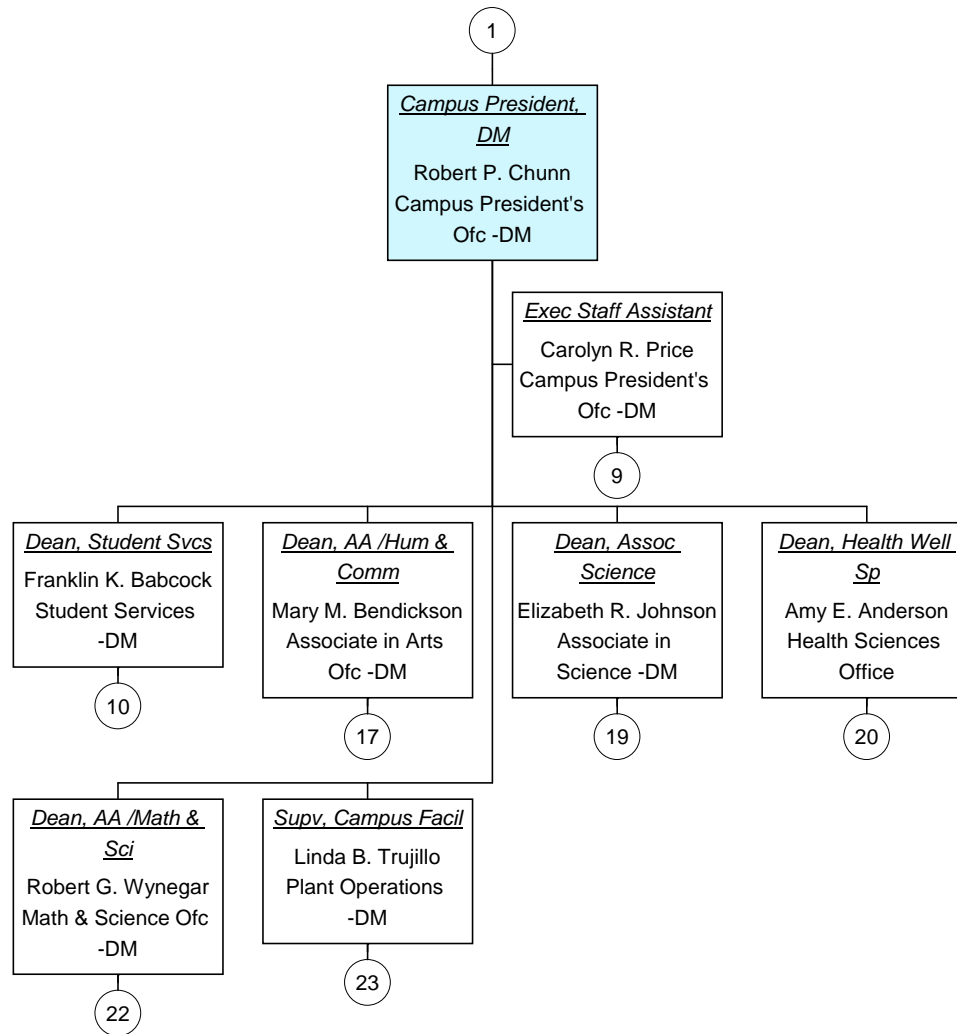 1
Campus President,
DM
Robert P. Chunn
Campus President's
Ofc -DM
Exec Staff Assistant
Carolyn R. Price
Campus President's
Ofc -DM
9
Dean, Student Svcs
Franklin K. Babcock
Student Services
-DM
10
Dean, AA /Hum &
Comm
Mary M. Bendickson
Associate in Arts
Ofc -DM
17
Dean, Assoc
Science
Elizabeth R. Johnson
Associate in
Science -DM
19
Dean, Health Well
Sp
Amy E. Anderson
Health Sciences
Office
20
Dean, AA /Math &
Sci
Robert G. Wynegar
Math & Science Ofc
-DM
22
Supv, Campus Facil
Linda B. Trujillo
Plant Operations
-DM
23